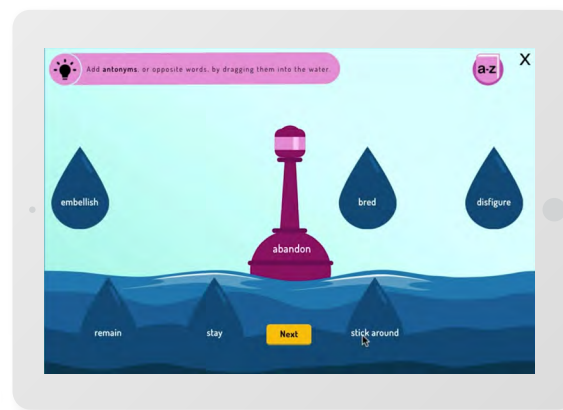 Add antonyms, or opposite words, by dragging them into the water.
a-z
X
embellish
bred
disfigure
abandon
remain
stay
Next
stick around